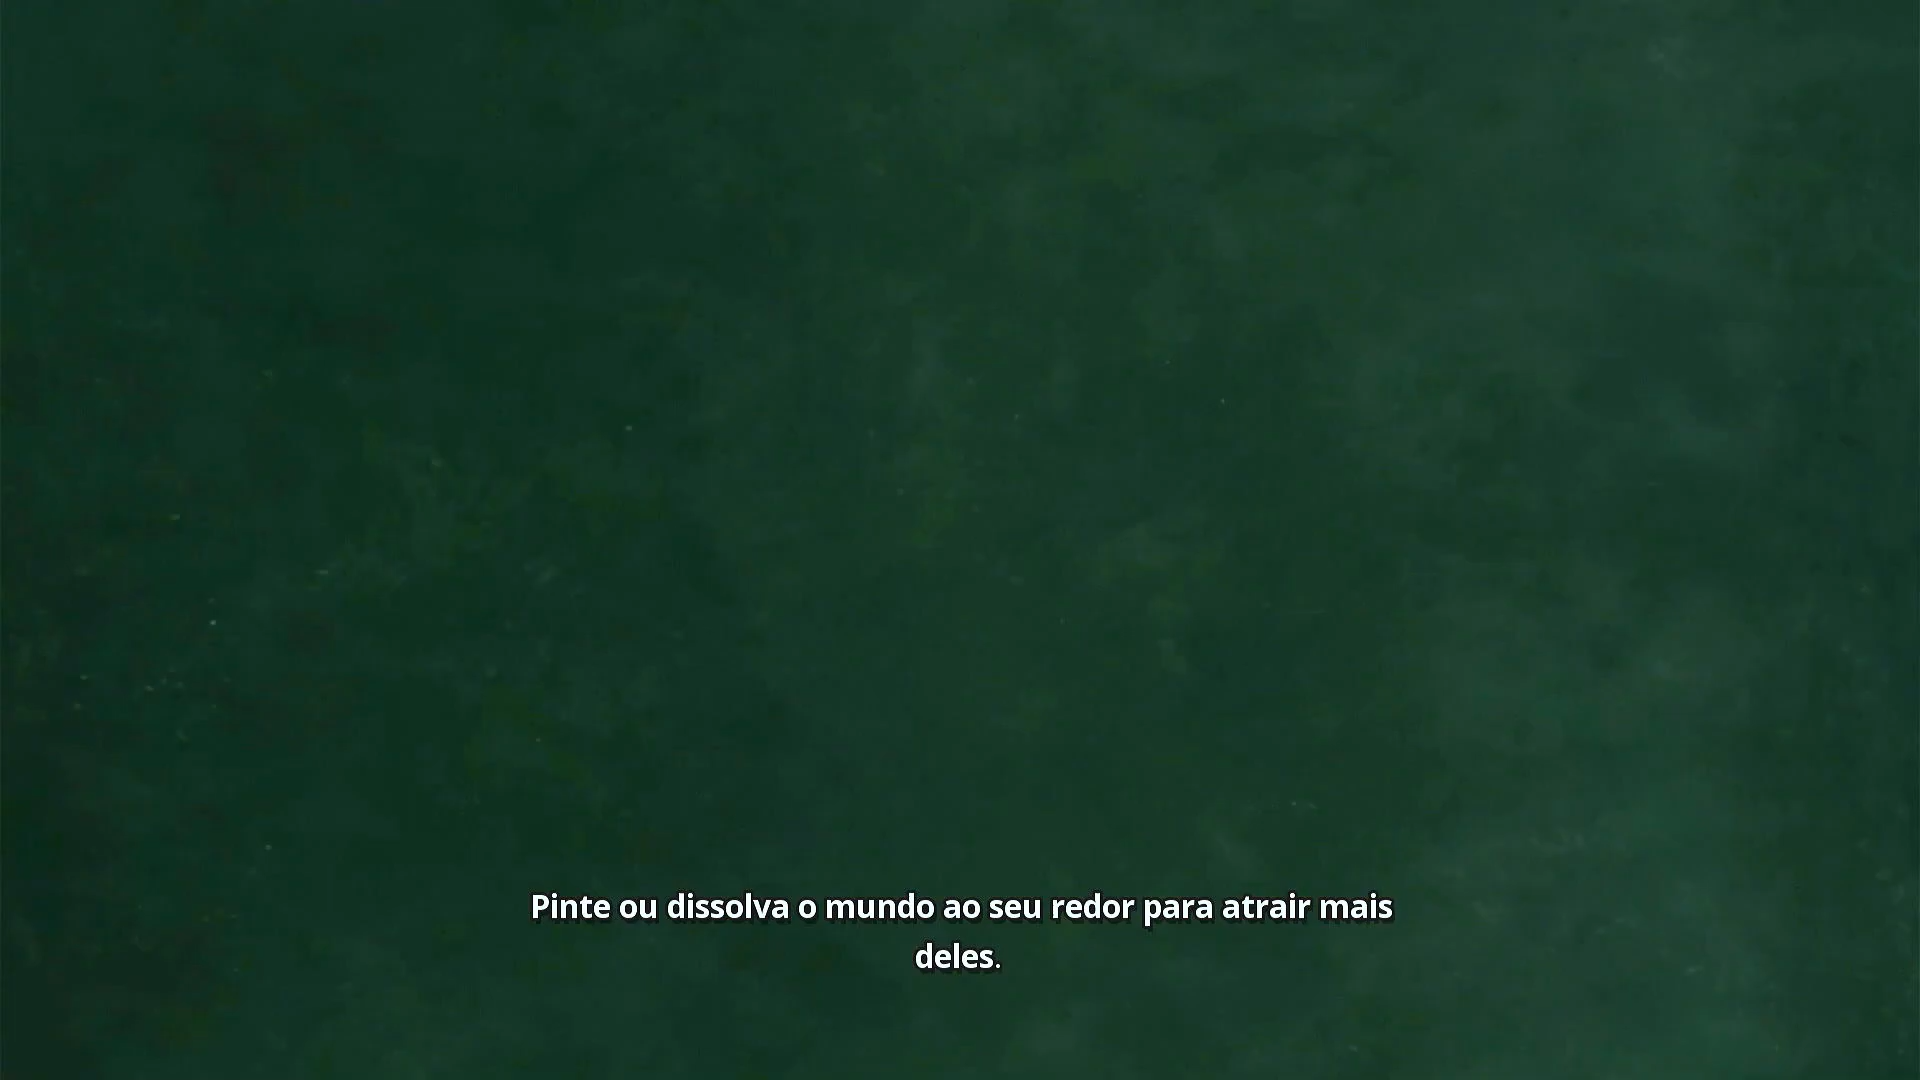 Pinte ou dissolva o mundo ao seu redor para atrair mais
deles.